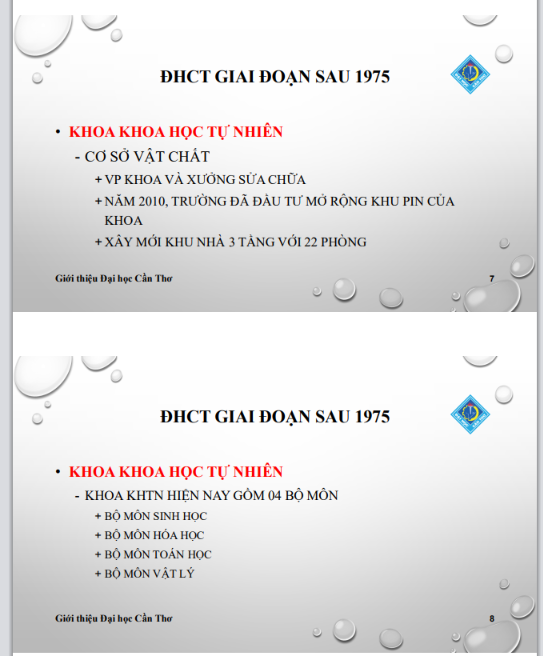 ĐHCT GIAI ĐOẠN SAU 1975
• KHOA KHOA HỌC TỰ NHIÊN
- CƠ SỞ VẬT CHẤT
+ VP KHOA VÀ XƯỞNG SỬA CHỮA
+ NĂM 2010, TRƯỜNG ĐÃ ĐẦU TƯ MỞ RỘNG KHU PIN CỦA
KHOA
+ XÂY MỚI KHU NHÀ 3 TẦNG VỚI 22 PHÒNG
Giới thiệu Đại học Cần Thơ
7
ĐHCT GIAI ĐOẠN SAU 1975
• KHOA KHOA HỌC TỰ NHIÊN
- KHOA KHTN HIỆN NAY GỒM 04 BỘ MÔN
+ BỘ MÔN SINH HỌC
+ BỘ MÔN HÓA HỌC
+ BỘ MÔN TOÁN HỌC
+ BỘ MÔN VẬT LÝ
Giới thiệu Đại học Cần Thơ
8